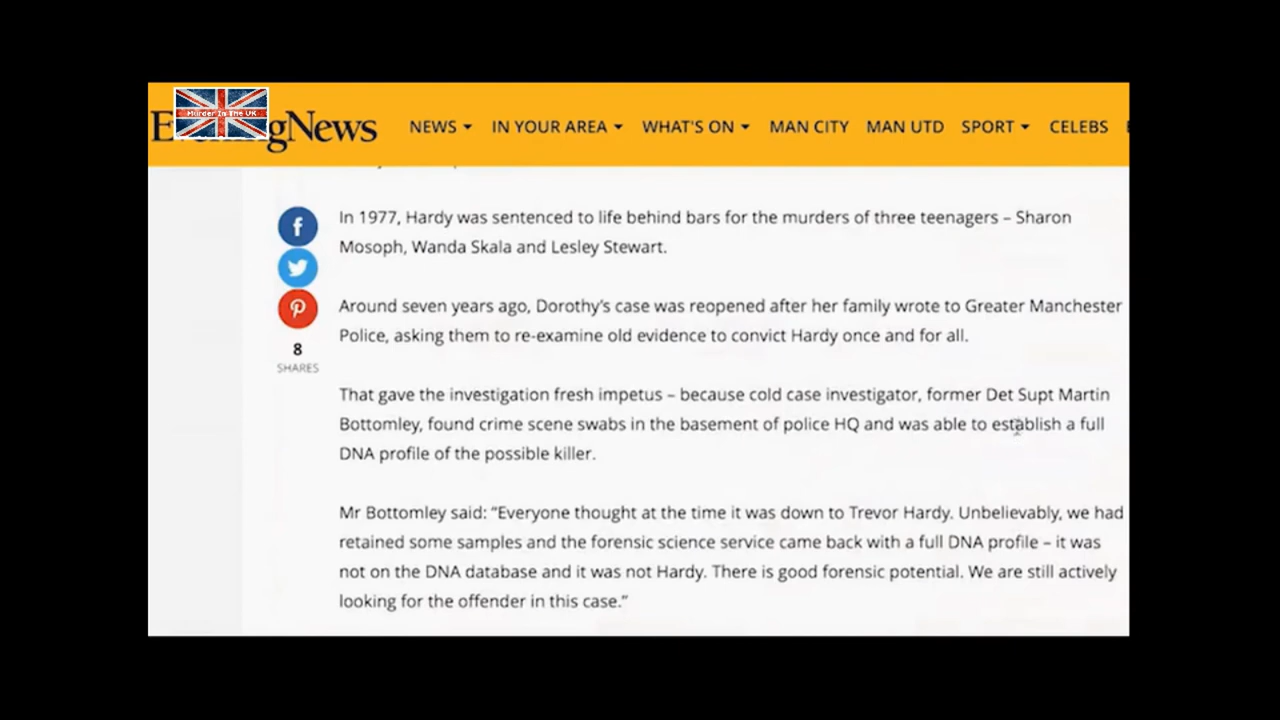 Murder In The UK
Evening News
NEWS IN YOUR AREA WHAT'S ON MAN CITY MAN UTD SPORT CELEBS
In 1977, Hardy was sentenced to life behind bars for the murders of three teenagers – Sharon
Mosoph, Wanda Skala and Lesley Stewart.
Around seven years ago, Dorothy's case was reopened after her family wrote to Greater Manchester
Police, asking them to re-examine old evidence to convict Hardy once and for all.
8
SHARES
That gave the investigation fresh impetus – because cold case investigator, former Det Supt Martin
Bottomley, found crime scene swabs in the basement of police HQ and was able to establish a full
DNA profile of the possible killer.
Mr Bottomley said: “Everyone thought at the time it was down to Trevor Hardy. Unbelievably, we had
retained some samples and the forensic science service came back with a full DNA profile – it was
not on the DNA database and it was not Hardy. There is good forensic potential. We are still actively
looking for the offender in this case.”